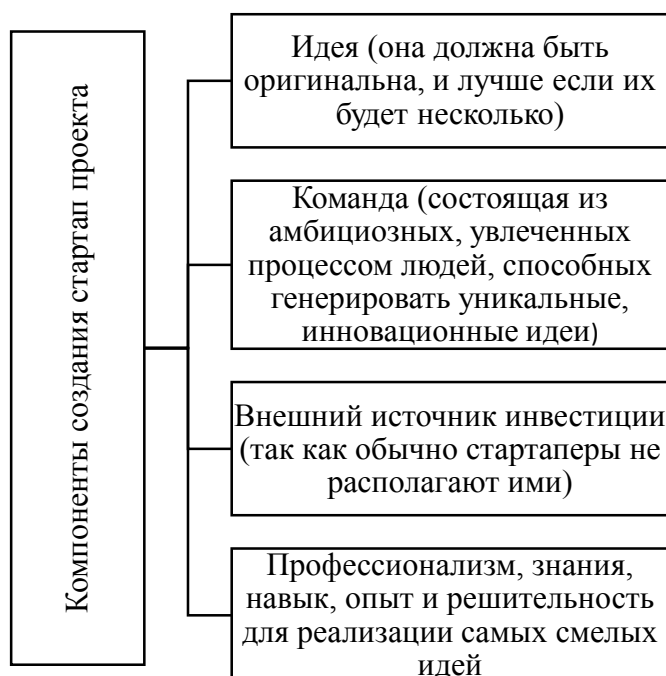 Компоненты создания стартап проекта
Идея (она должна быть
оригинальна, и лучше если их
будет несколько)
Команда (состоящая из
амбициозных, увлеченных
процессом людей, способных
генерировать уникальные,
инновационные идеи)
Внешний источник инвестиции
(так как обычно стартаперы не
располагают ими)
Профессионализм, знания,
навык, опыт и решительность
для реализации самых смелых
идей